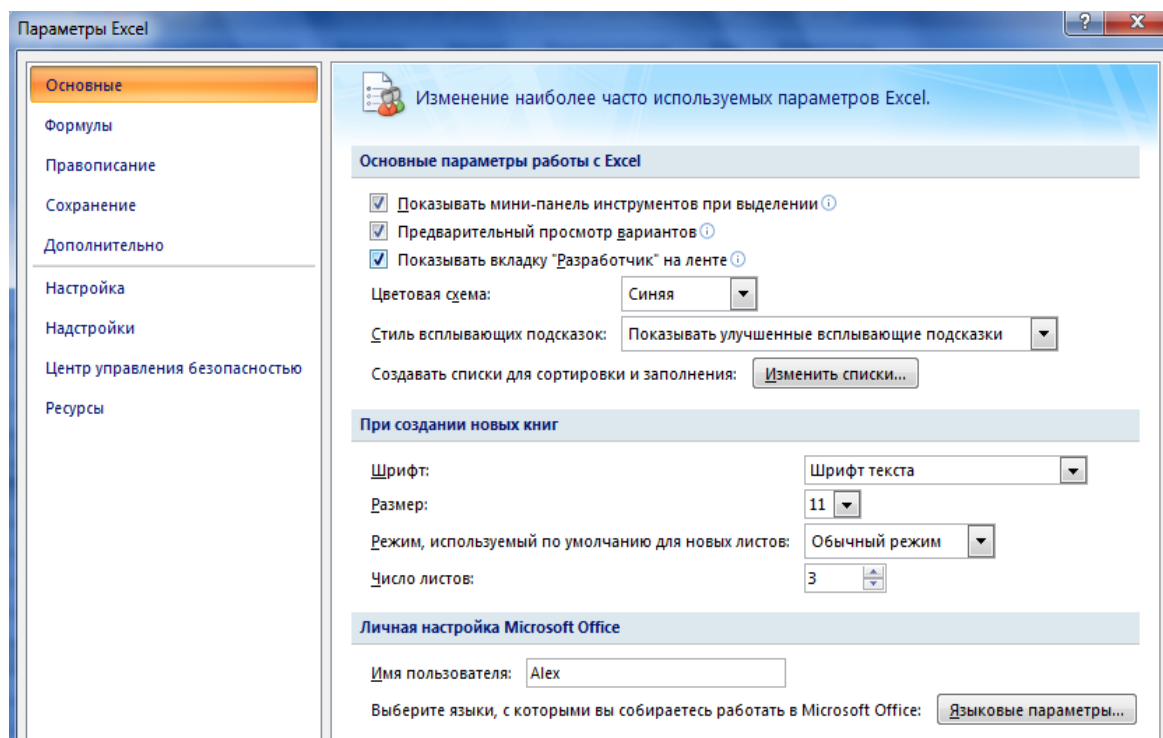 Параметры Excel
?
X
Основные
Формулы
Правописание
Сохранение
Дополнительно
Настройка
Надстройки
Центр управления безопасностью
Ресурсы
Изменение наиболее часто используемых параметров Excel.
Основные параметры работы с Excel
Показывать мини-панель инструментов при выделении
Предварительный просмотр вариантов
Показывать вкладку "Разработчик" на ленте
Цветовая схема: Синяя
Стиль всплывающих подсказок: Показывать улучшенные всплывающие подсказки
Создавать списки для сортировки и заполнения: Изменить списки...
При создании новых книг
Шрифт: Шрифт текста
Размер: 11
Режим, используемый по умолчанию для новых листов: Обычный режим
Число листов: 3
Личная настройка Microsoft Office
Имя пользователя: Alex
Выберите языки, с которыми вы собираетесь работать в Microsoft Office: Языковые параметры...